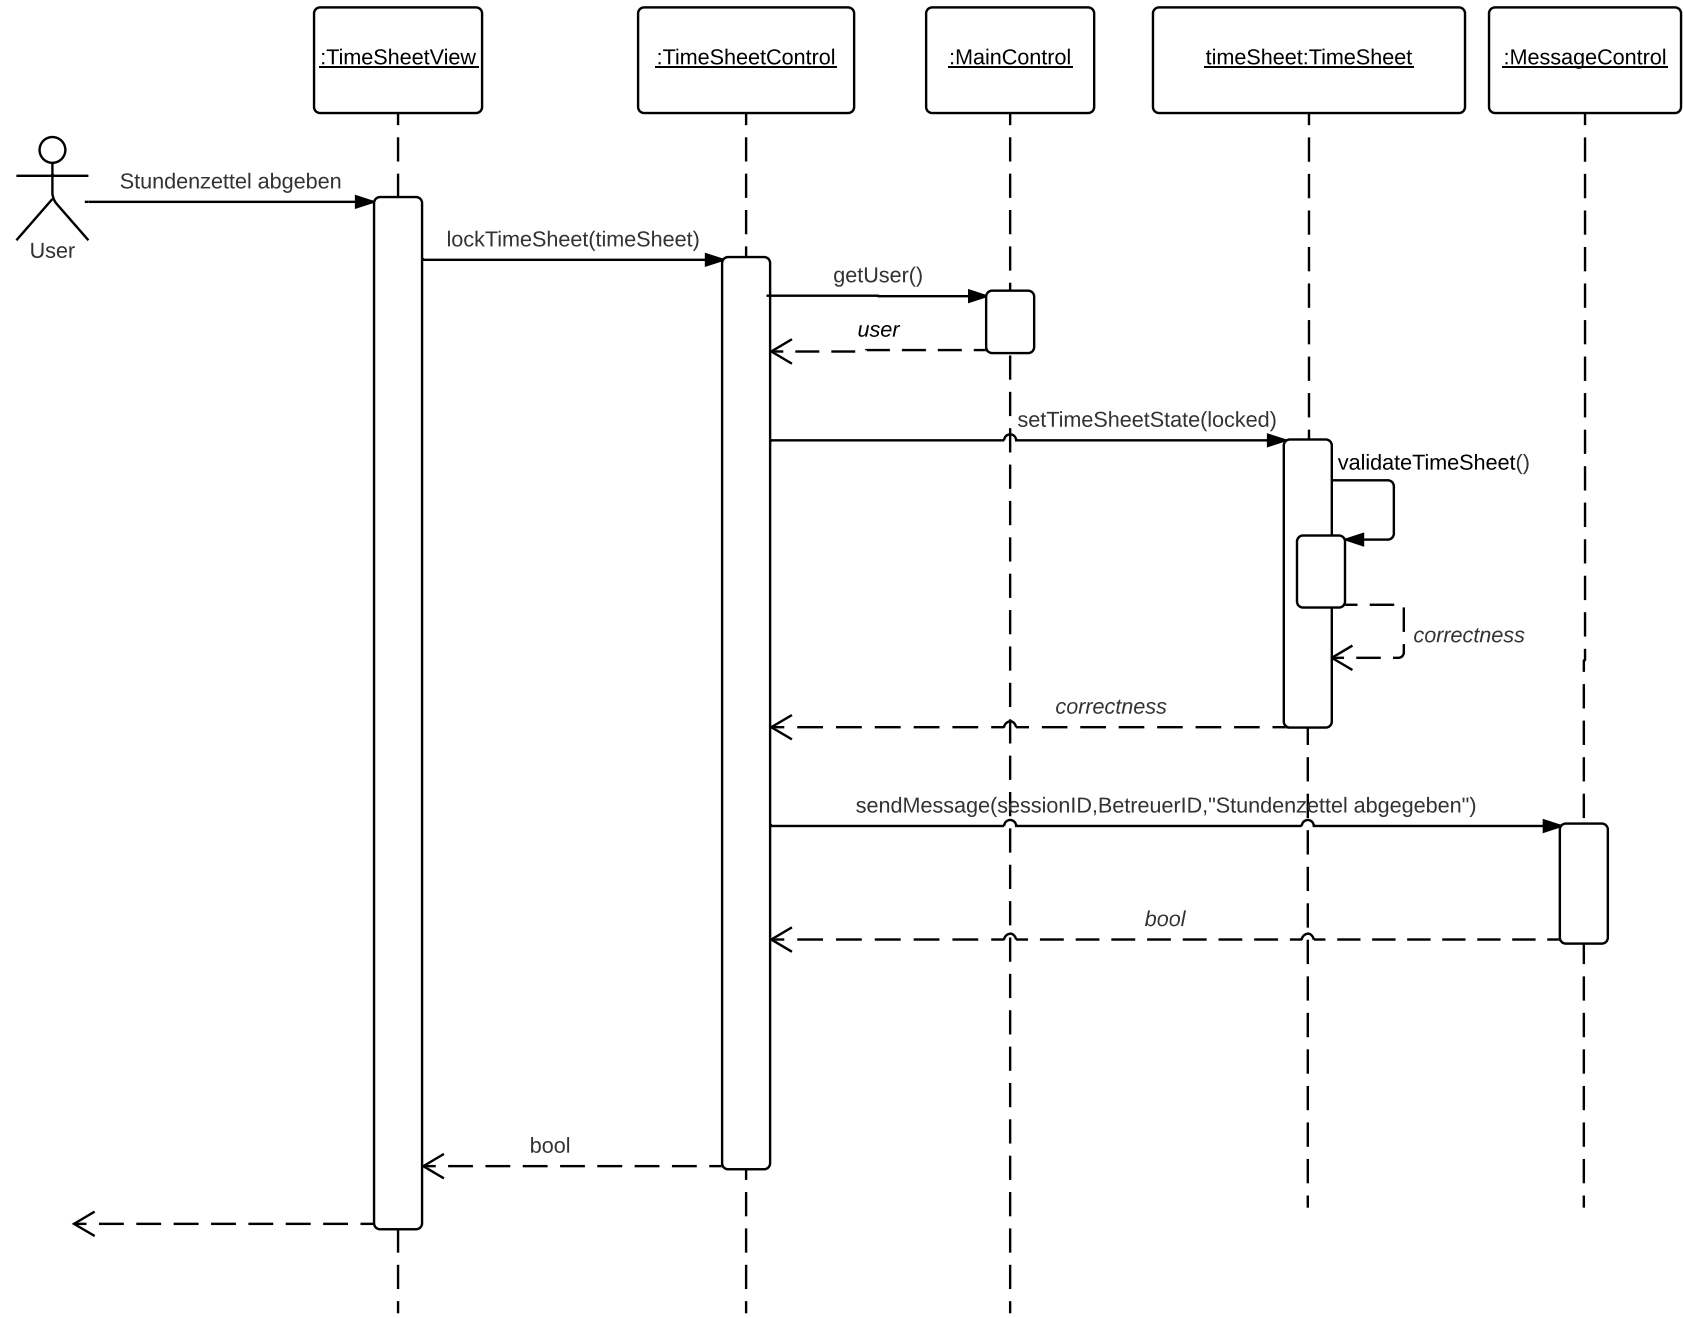 :TimeSheetView
:TimeSheetControl
:MainControl
timeSheet:TimeSheet
:MessageControl
Stundenzettel abgeben
User
lockTimeSheet(timeSheet)
getUser()
user
setTimeSheetState(locked)
validateTimeSheet()
correctness
correctness
sendMessage(sessionID,BetreuerID,"Stundenzettel abgegeben")
bool
bool